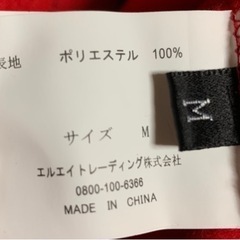 表地 ポリエステル 100%
サイズ M
M
エルエイトレーディング株式会社
0800-100-6366
MADE IN CHINA